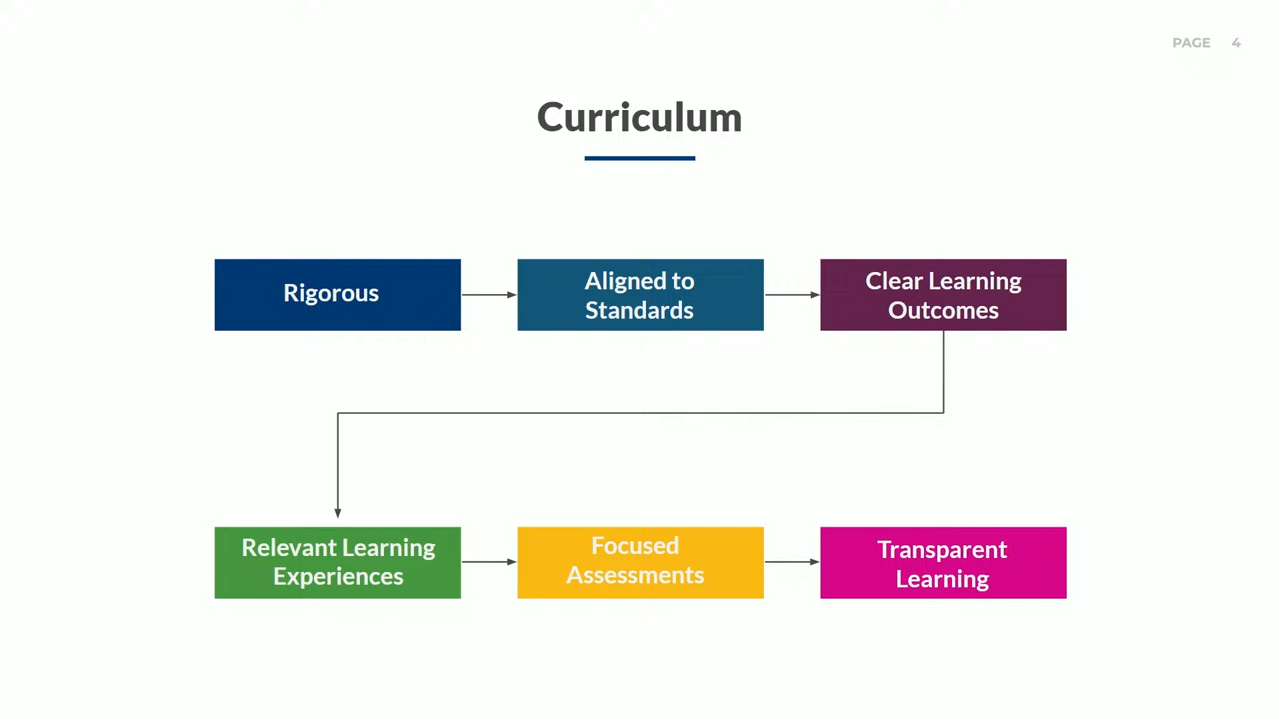 PAGE 4
Curriculum
Rigorous
Aligned to
Standards
Clear Learning
Outcomes
Relevant Learning
Experiences
Focused
Assessments
Transparent
Learning